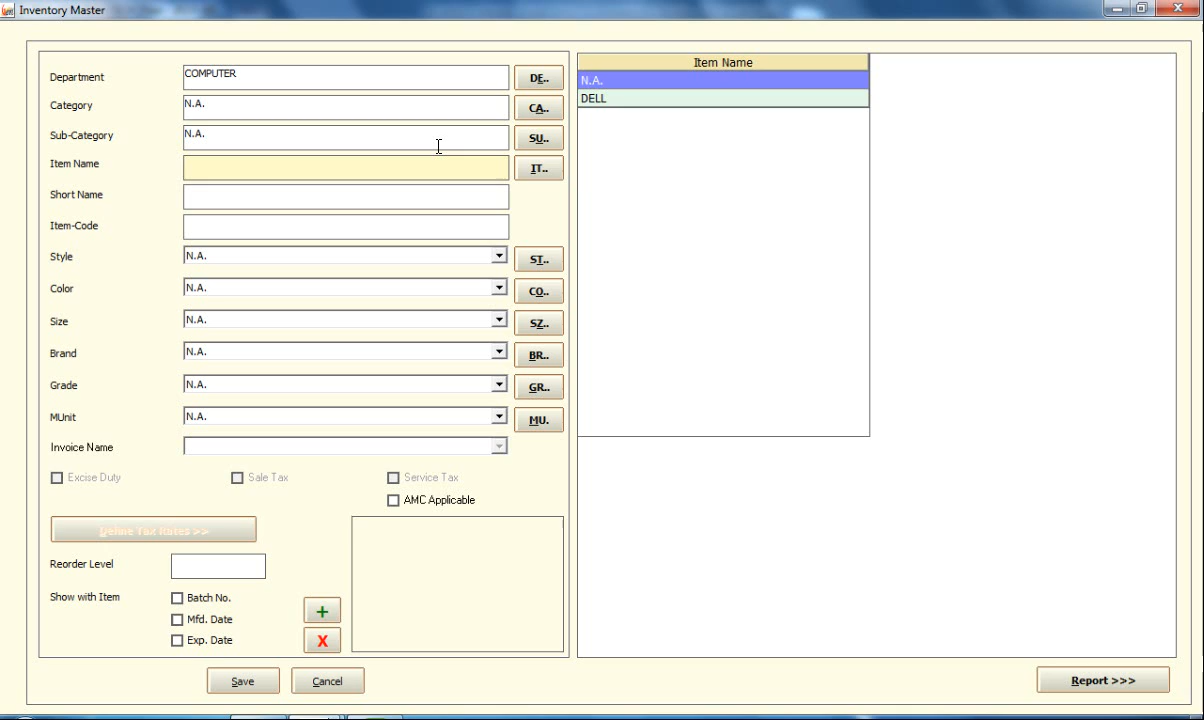 Inventory Master
Department COMPUTER DE..
Category N.A. CA..
Sub-Category N.A. SU..
Item Name IT..
Short Name
Item-Code
Style N.A. ST..
Color N.A. CO..
Size N.A. SZ..
Brand N.A. BR..
Grade N.A. GR..
MUnit N.A. MU.
Invoice Name
Excise Duty Sale Tax Service Tax
AMC Applicable
Define Tax Rates >>
Reorder Level
Show with Item Batch No.
Mfd. Date
Exp. Date
+
X
Save Cancel
Item Name
N.A.
DELL
Report >>>